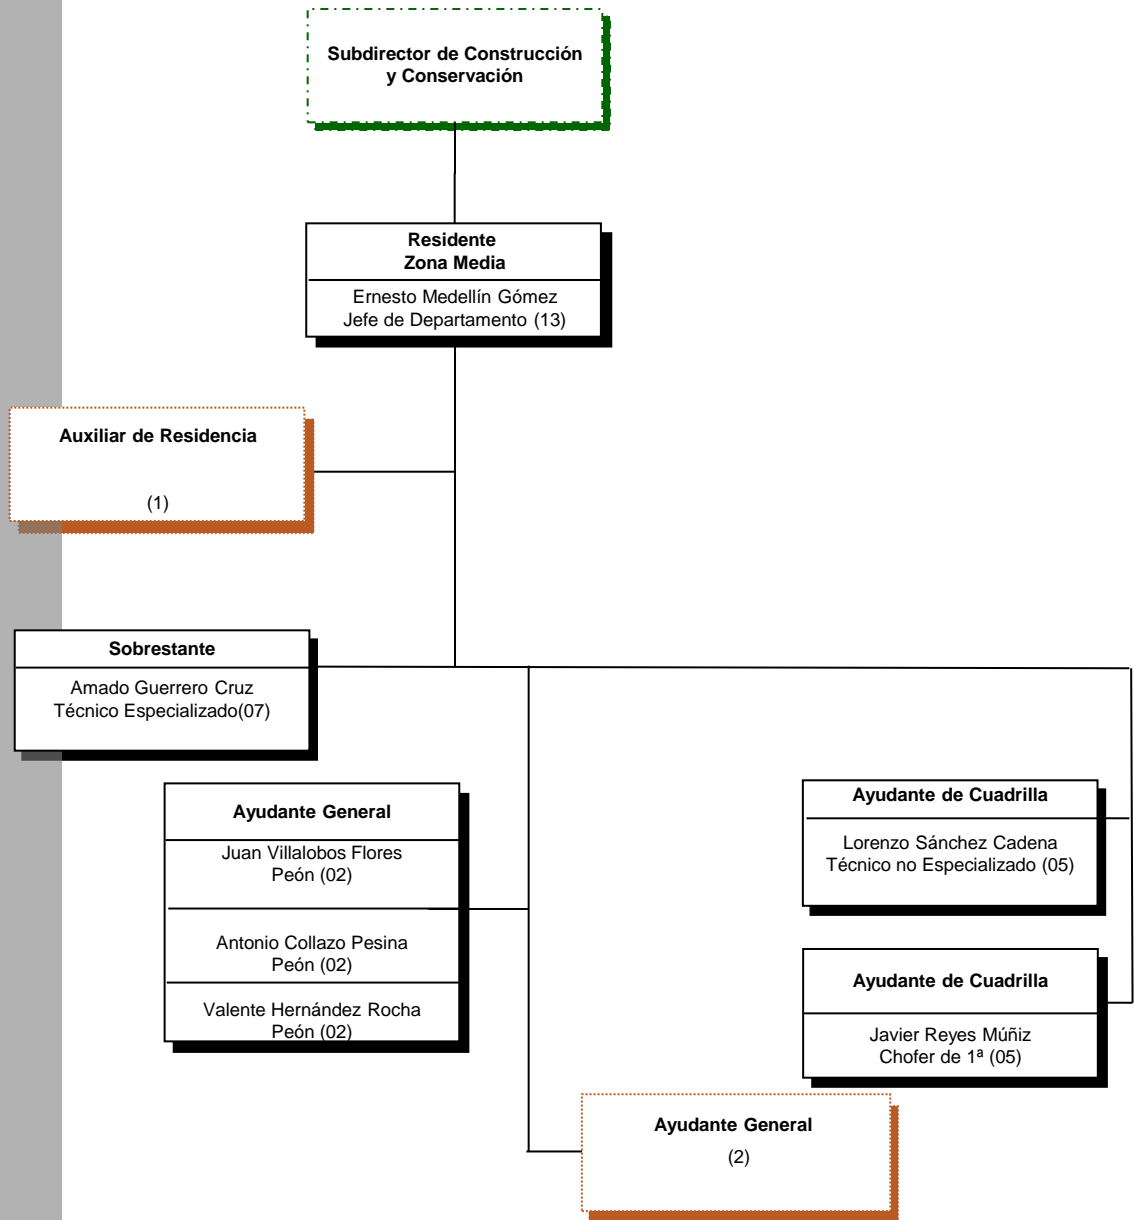 Subdirector de Construcción
y Conservación
Residente
Zona Media
Ernesto Medellín Gómez
Jefe de Departamento (13)
Auxiliar de Residencia
(1)
Sobrestante
Amado Guerrero Cruz
Técnico Especializado(07)
Ayudante General
Juan Villalobos Flores
Peón (02)
Antonio Collazo Pesina
Peón (02)
Valente Hernández Rocha
Peón (02)
Ayudante de Cuadrilla
Lorenzo Sánchez Cadena
Técnico no Especializado (05)
Ayudante de Cuadrilla
Javier Reyes Múñiz
Chofer de 1ª (05)
Ayudante General
(2)